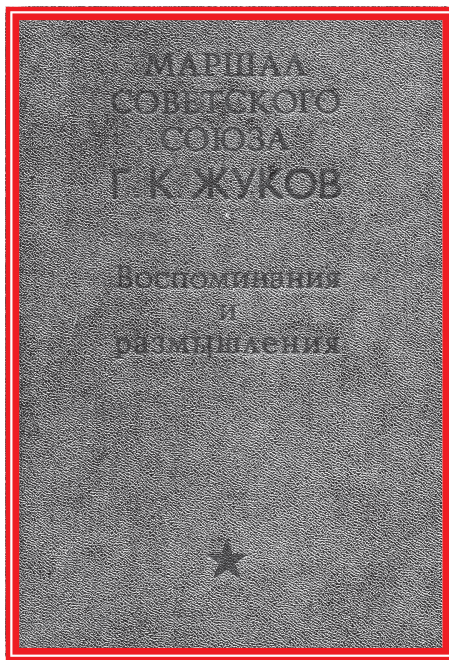 МАРШАЛ
СОВЕТСКОГО
СОЮЗА
Г К ЖУКОВ
Воспоминания
и
размышления